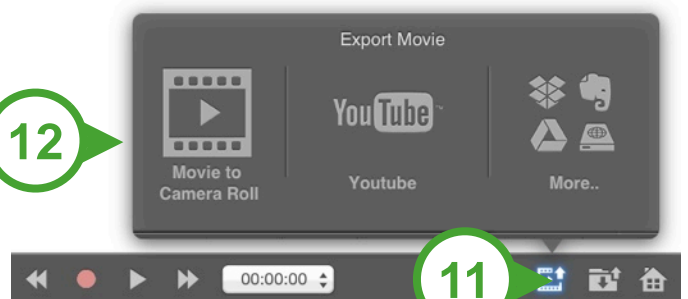 Export Movie
12
YouTube
Movie to
Camera Roll
Youtube
More..
00:00:00
11